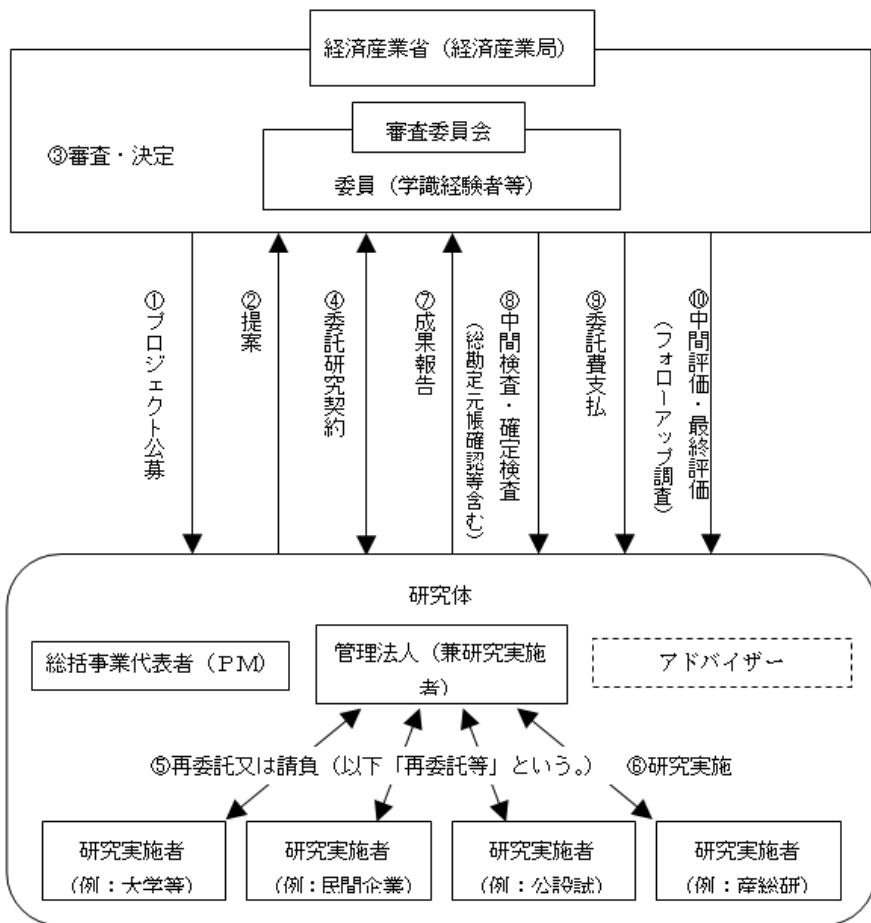 経済産業省（経済産業局）
審査委員会
③審査・決定
委員（学識経験者等）
①プロジェクト公募
②提案
④委託研究契約
⑦成果報告
⑧中間検査・確定検査
（総勘定元帳確認等含む）
⑨委託費支払
⑩中間評価・最終評価
（フォローアップ調査）
研究体
総括事業代表者（ＰＭ）
管理法人（兼研究実施
者）
アドバイザー
⑤再委託又は請負（以下「再委託等」という。）
⑥研究実施
研究実施者
（例：大学等）
研究実施者
（例：民間企業）
研究実施者
（例：公設試）
研究実施者
（例：産総研）